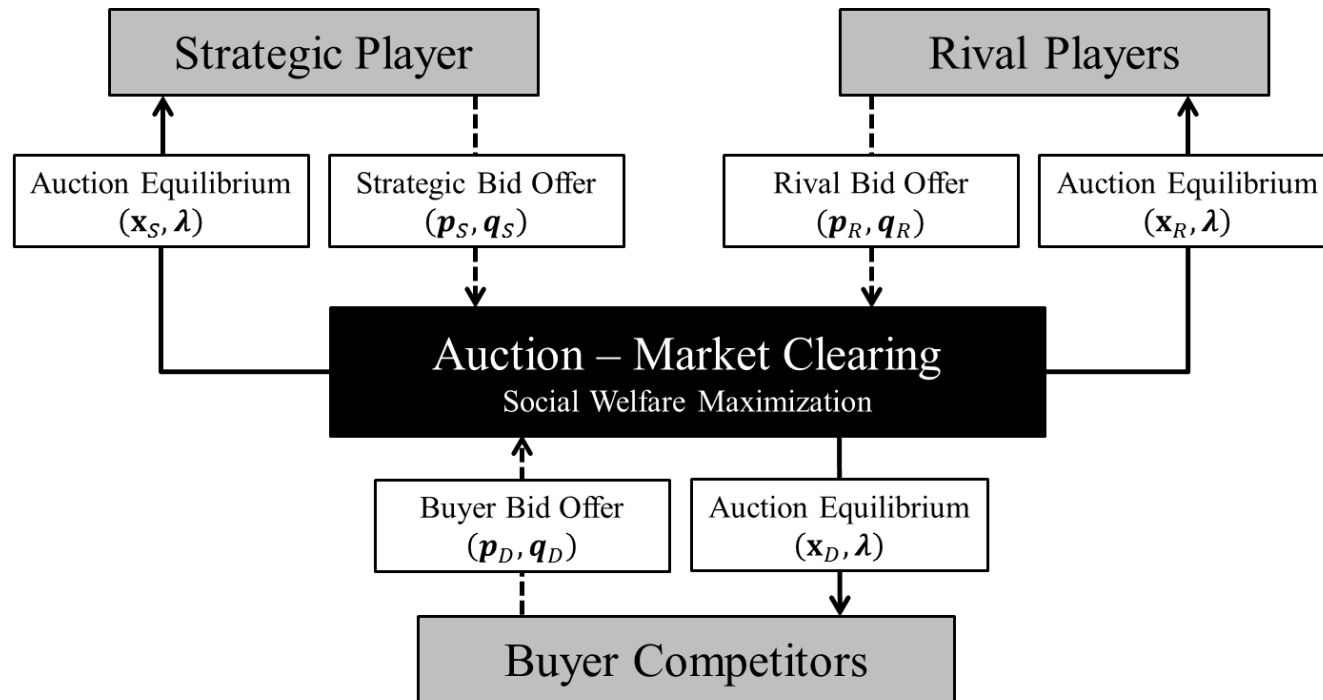 Strategic Player
Rival Players
Auction Equilibrium
(𝐱_S, 𝝀)
Strategic Bid Offer
(𝒑_S, 𝒒_S)
Rival Bid Offer
(𝒑_R, 𝒒_R)
Auction Equilibrium
(𝐱_R, 𝝀)
Auction – Market Clearing
Social Welfare Maximization
Buyer Bid Offer
(𝒑_D, 𝒒_D)
Auction Equilibrium
(𝐱_D, 𝝀)
Buyer Competitors